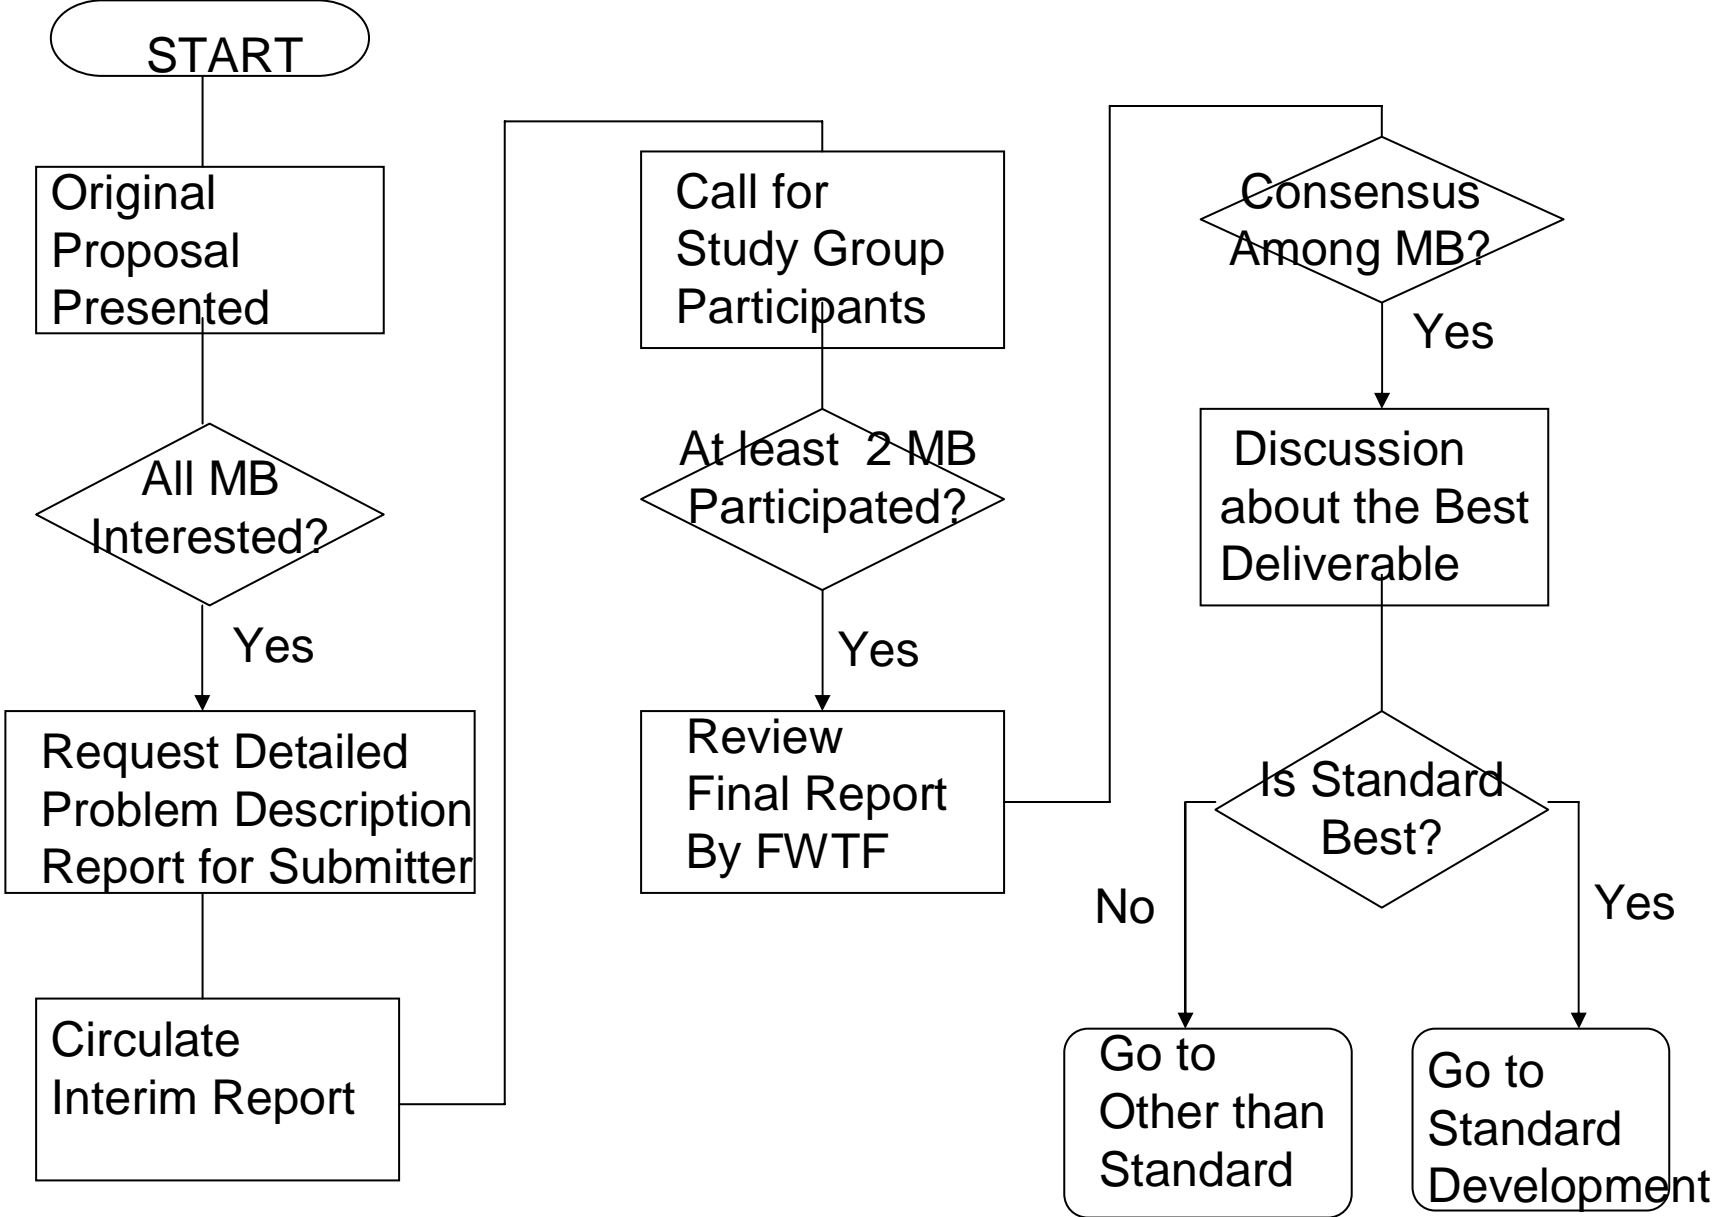 START
Original
Proposal
Presented
All MB
Interested?
Yes
Request Detailed
Problem Description
Report for Submitter
Circulate
Interim Report
Call for
Study Group
Participants
At least 2 MB
Participated?
Yes
Review
Final Report
By FWTF
Consensus
Among MB?
Yes
Discussion
about the Best
Deliverable
Is Standard
Best?
No
Yes
Go to
Other than
Standard
Go to
Standard
Development